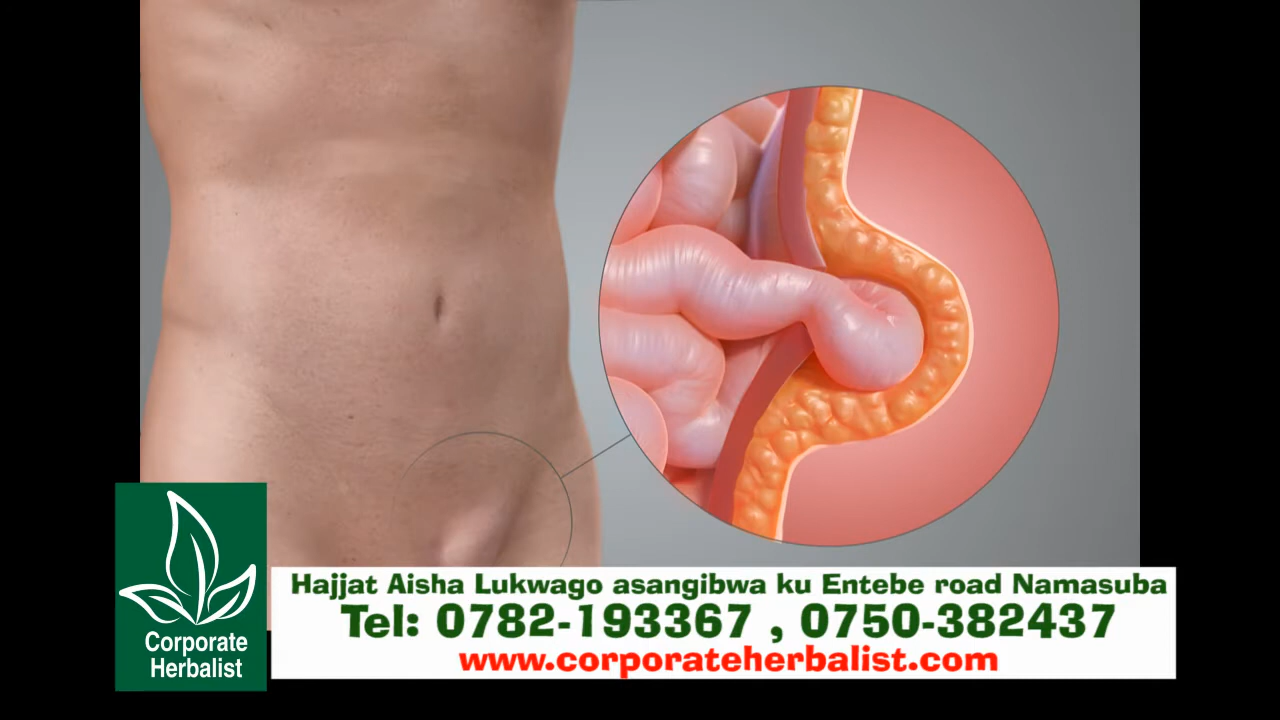 Corporate
Herbalist
Hajjat Aisha Lukwago asangibwa ku Entebe road Namasuba
Tel: 0782-193367 , 0750-382437
www.corporateherbalist.com